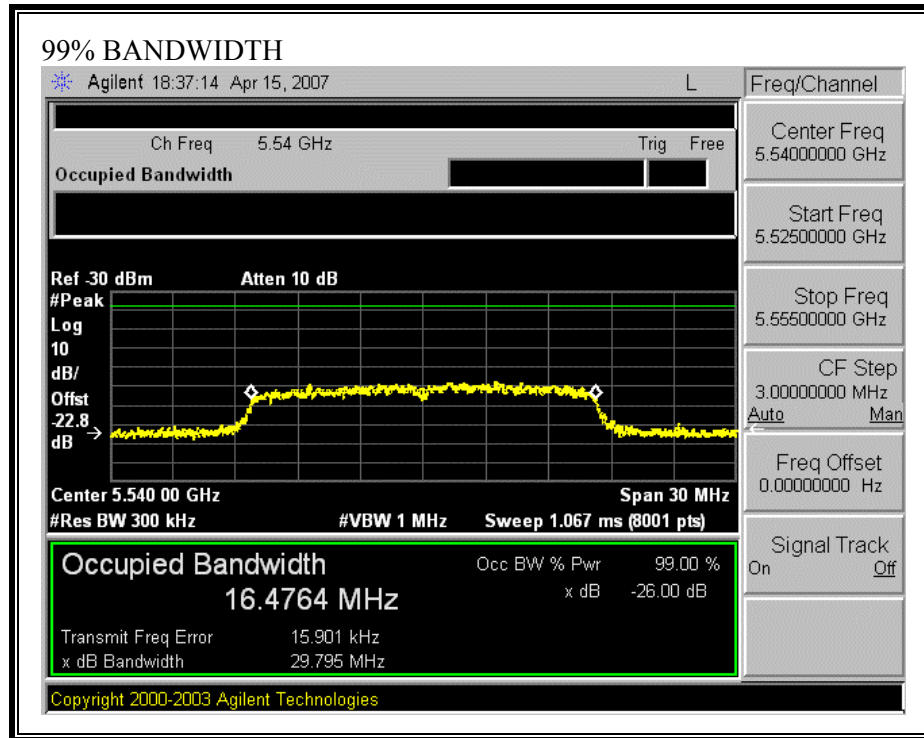 99% BANDWIDTH
Agilent 18:37:14 Apr 15, 2007 L
Freq/Channel
Ch Freq 5.54 GHz Trig Free
Occupied Bandwidth
Center Freq
5.54000000 GHz
Start Freq
5.52500000 GHz
Stop Freq
5.55500000 GHz
CF Step
3.00000000 MHz
Auto Man
Freq Offset
0.00000000 Hz
Signal Track
On Off
Ref -30 dBm Atten 10 dB
#Peak
Log
10
dB/
Offst
-22.8
dB
Center 5.540 00 GHz Span 30 MHz
#Res BW 300 kHz #VBW 1 MHz Sweep 1.067 ms (8001 pts)
Occupied Bandwidth Occ BW % Pwr 99.00 %
16.4764 MHz x dB -26.00 dB
Transmit Freq Error 15.901 kHz
x dB Bandwidth 29.795 MHz
Copyright 2000-2003 Agilent Technologies